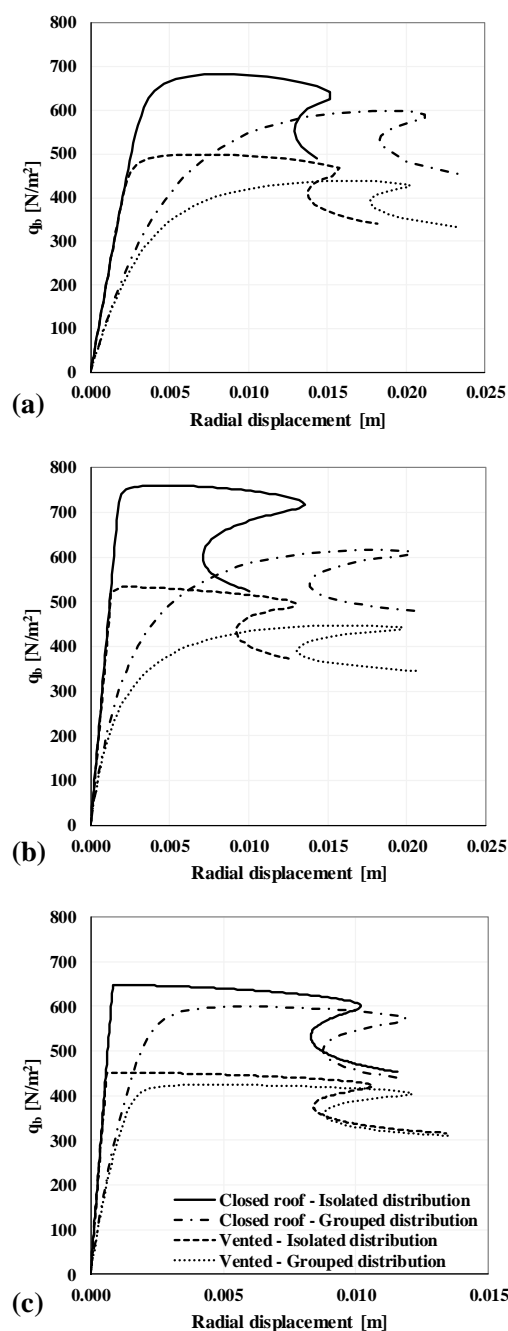 800
700
600
500
400
300
200
100
0
q_b [N/m²]
0.000 0.005 0.010 0.015 0.020 0.025
(a)
Radial displacement [m]
800
700
600
500
400
300
200
100
0
q_b [N/m²]
0.000 0.005 0.010 0.015 0.020 0.025
(b)
Radial displacement [m]
800
700
600
500
400
300
200
100
0
q_b [N/m²]
Closed roof - Isolated distribution
Closed roof - Grouped distribution
Vented - Isolated distribution
Vented - Grouped distribution
0.000 0.005 0.010 0.015
(c)
Radial displacement [m]